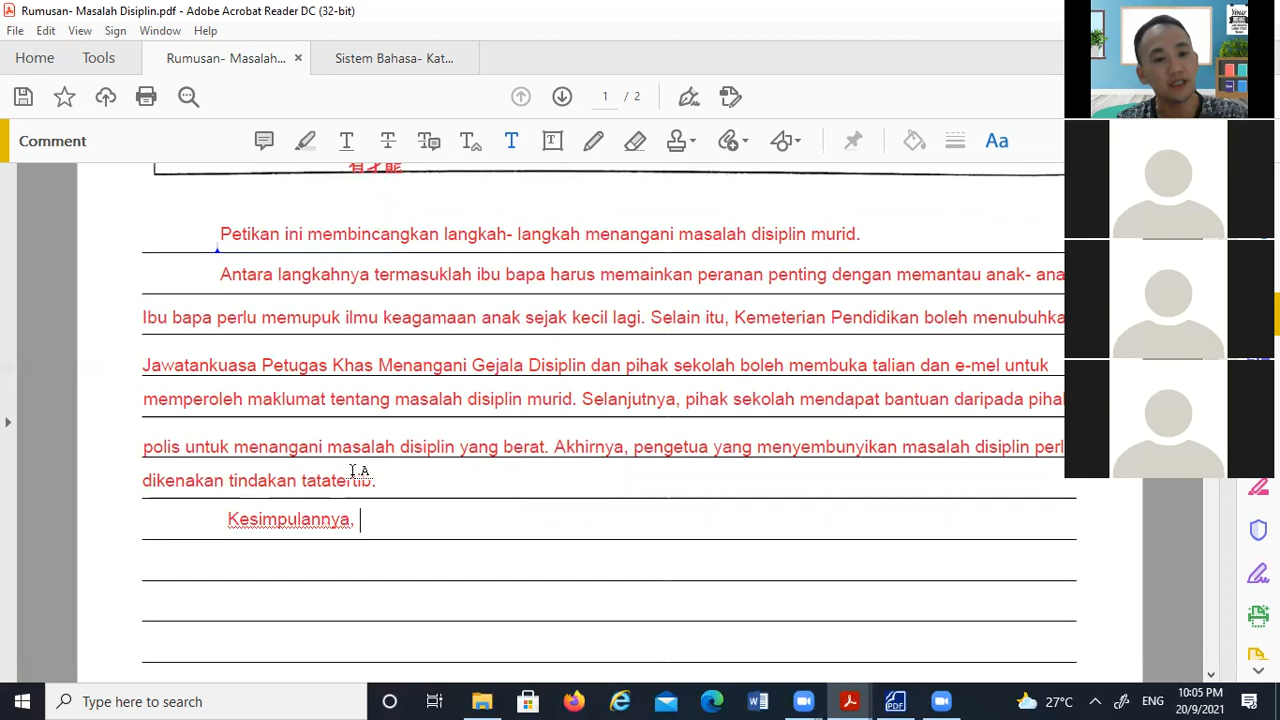 Rumusan- Masalah Disiplin.pdf - Adobe Acrobat Reader DC (32-bit)
File Edit View Sign Window Help
Home Tools Rumusan- Masalah... × Sistem Bahasa- Kat...
1 / 2
Comment
有才能
Petikan ini membincangkan langkah- langkah menangani masalah disiplin murid.
Antara langkahnya termasuklah ibu bapa harus memainkan peranan penting dengan memantau anak- ana
Ibu bapa perlu memupuk ilmu keagamaan anak sejak kecil lagi. Selain itu, Kemeterian Pendidikan boleh menubuhka
Jawatankuasa Petugas Khas Menangani Gejala Disiplin dan pihak sekolah boleh membuka talian dan e-mel untuk
memperoleh maklumat tentang masalah disiplin murid. Selanjutnya, pihak sekolah mendapat bantuan daripada piha
polis untuk menangani masalah disiplin yang berat. Akhirnya, pengetua yang menyembunyikan masalah disiplin perl
dikenakan tindakan tatatertib.
Kesimpulannya,
Type here to search
27°C ENG 10:05 PM
20/9/2021